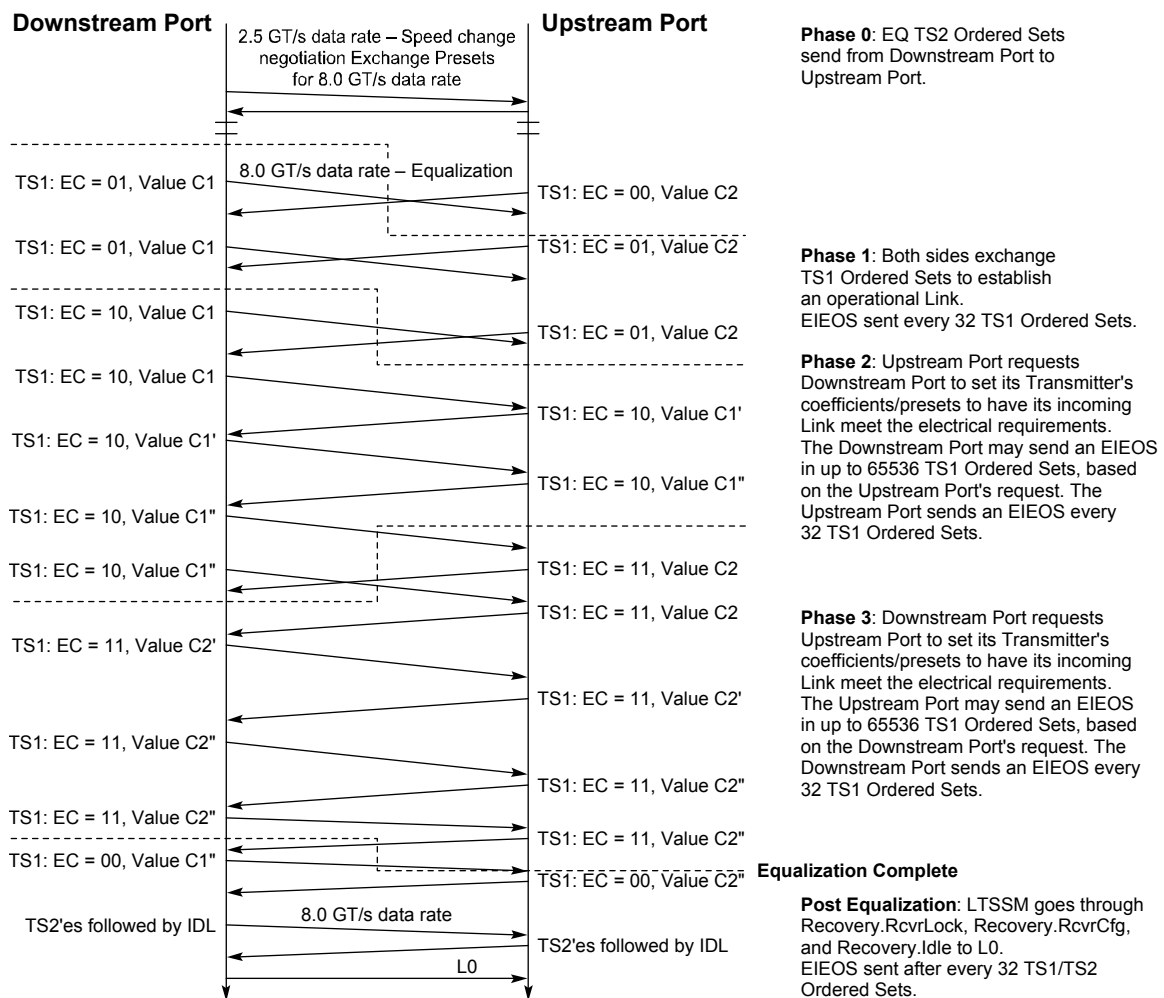 Downstream Port
Upstream Port
2.5 GT/s data rate – Speed change
negotiation Exchange Presets
for 8.0 GT/s data rate
Phase 0: EQ TS2 Ordered Sets
send from Downstream Port to
Upstream Port.
8.0 GT/s data rate – Equalization
TS1: EC = 01, Value C1
TS1: EC = 00, Value C2
TS1: EC = 01, Value C1
TS1: EC = 01, Value C2
Phase 1: Both sides exchange
TS1 Ordered Sets to establish
an operational Link.
EIEOS sent every 32 TS1 Ordered Sets.
TS1: EC = 10, Value C1
TS1: EC = 01, Value C2
Phase 2: Upstream Port requests
Downstream Port to set its Transmitter's
coefficients/presets to have its incoming
Link meet the electrical requirements.
The Downstream Port may send an EIEOS
in up to 65536 TS1 Ordered Sets, based
on the Upstream Port's request. The
Upstream Port sends an EIEOS every
32 TS1 Ordered Sets.
TS1: EC = 10, Value C1
TS1: EC = 10, Value C1'
TS1: EC = 10, Value C1'
TS1: EC = 10, Value C1"
TS1: EC = 10, Value C1"
TS1: EC = 10, Value C1"
TS1: EC = 11, Value C2
TS1: EC = 11, Value C2
Phase 3: Downstream Port requests
Upstream Port to set its Transmitter's
coefficients/presets to have its incoming
Link meet the electrical requirements.
The Upstream Port may send an EIEOS
in up to 65536 TS1 Ordered Sets, based
on the Downstream Port's request. The
Downstream Port sends an EIEOS every
32 TS1 Ordered Sets.
TS1: EC = 11, Value C2'
TS1: EC = 11, Value C2'
TS1: EC = 11, Value C2"
TS1: EC = 11, Value C2"
TS1: EC = 11, Value C2"
TS1: EC = 11, Value C2"
TS1: EC = 00, Value C1"
Equalization Complete
TS1: EC = 00, Value C2"
Post Equalization: LTSSM goes through
Recovery.RcvrLock, Recovery.RcvrCfg,
and Recovery.Idle to L0.
EIEOS sent after every 32 TS1/TS2
Ordered Sets.
8.0 GT/s data rate
TS2'es followed by IDL
TS2'es followed by IDL
L0